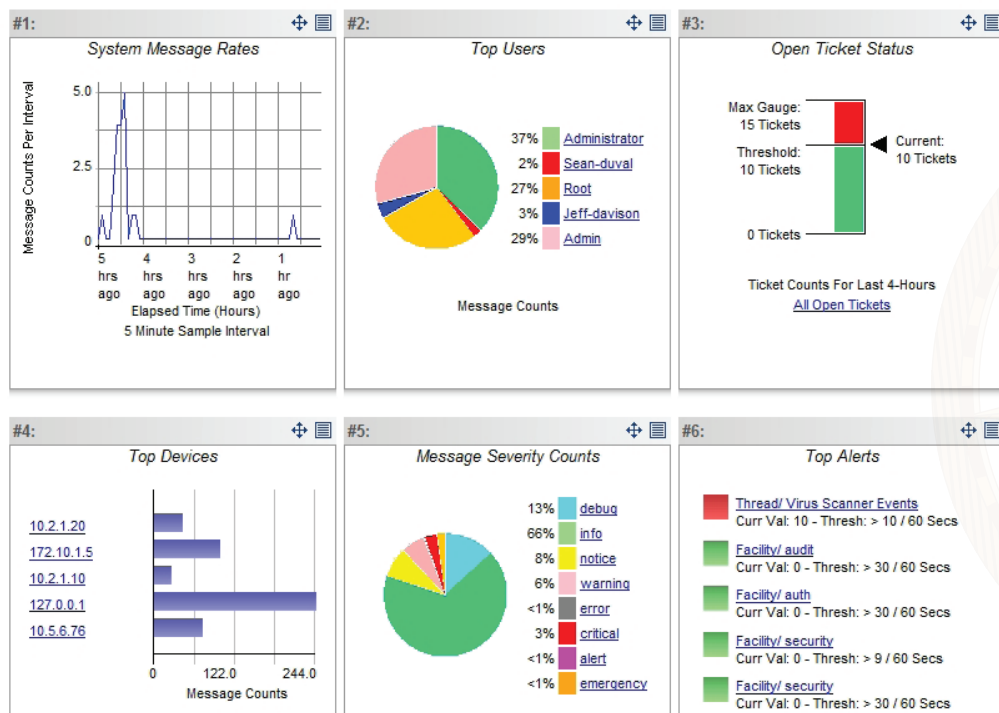 #1:
System Message Rates
Message Counts Per Interval
5.0
2.5
0
5 hrs ago
4 hrs ago
3 hrs ago
2 hrs ago
1 hr ago
Elapsed Time (Hours)
5 Minute Sample Interval
#2:
Top Users
37% Administrator
2% Sean-duval
27% Root
3% Jeff-davison
29% Admin
Message Counts
#3:
Open Ticket Status
Max Gauge:
15 Tickets
Threshold:
10 Tickets
0 Tickets
Current:
10 Tickets
Ticket Counts For Last 4-Hours
All Open Tickets
#4:
Top Devices
10.2.1.20
172.10.1.5
10.2.1.10
127.0.0.1
10.5.6.76
0 122.0 244.0
Message Counts
#5:
Message Severity Counts
13% debug
66% info
8% notice
6% warning
<1% error
3% critical
<1% alert
<1% emergency
#6:
Top Alerts
Thread/ Virus Scanner Events
Curr Val: 10 - Thresh: > 10 / 60 Secs
Facility/ audit
Curr Val: 0 - Thresh: > 30 / 60 Secs
Facility/ auth
Curr Val: 0 - Thresh: > 30 / 60 Secs
Facility/ security
Curr Val: 0 - Thresh: > 9 / 60 Secs
Facility/ security
Curr Val: 0 - Thresh: > 30 / 60 Secs